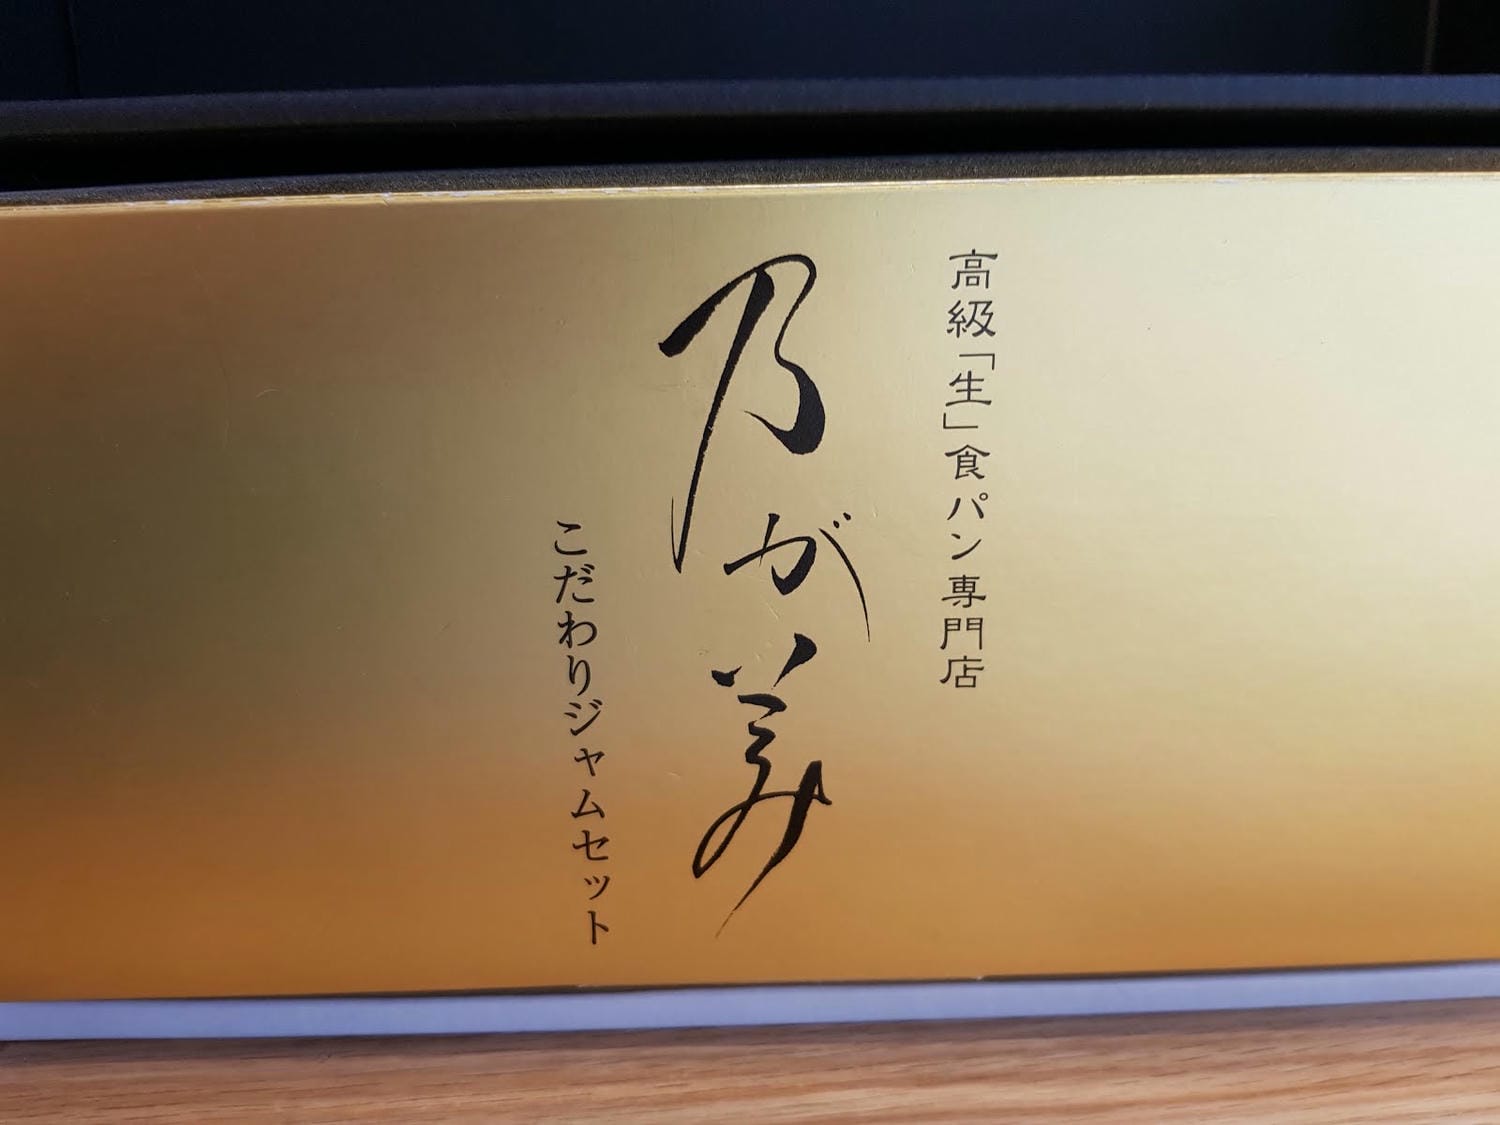 高級「生」食パン専門店
乃が美
こだわりジャムセット